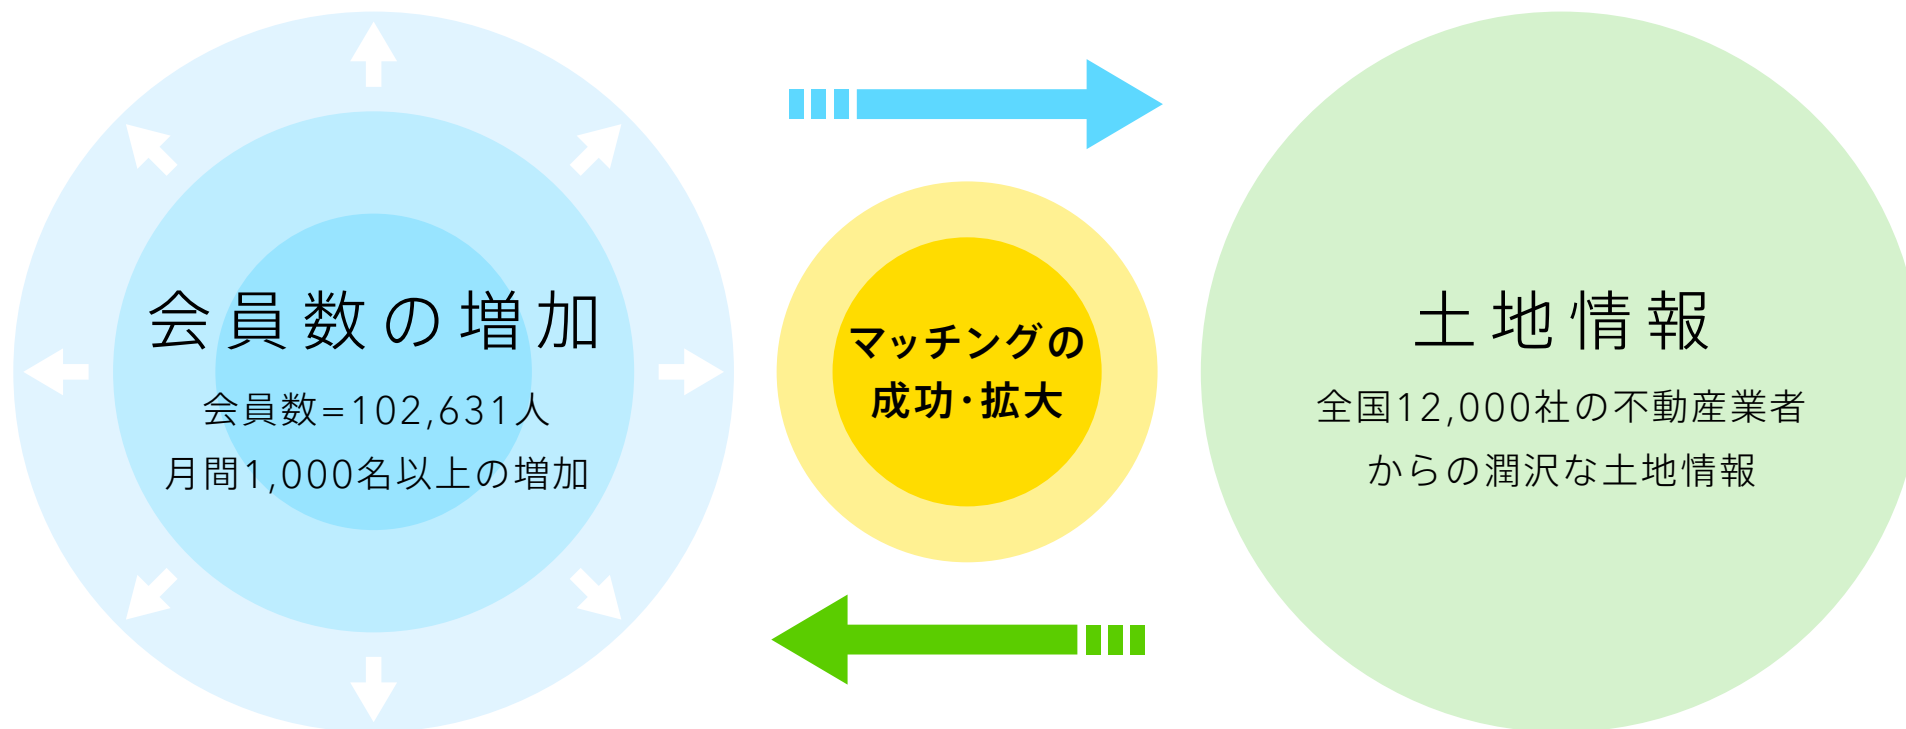 会員数の増加
会員数=102,631人
月間1,000名以上の増加
マッチングの
成功・拡大
土地情報
全国12,000社の不動産業者
からの潤沢な土地情報